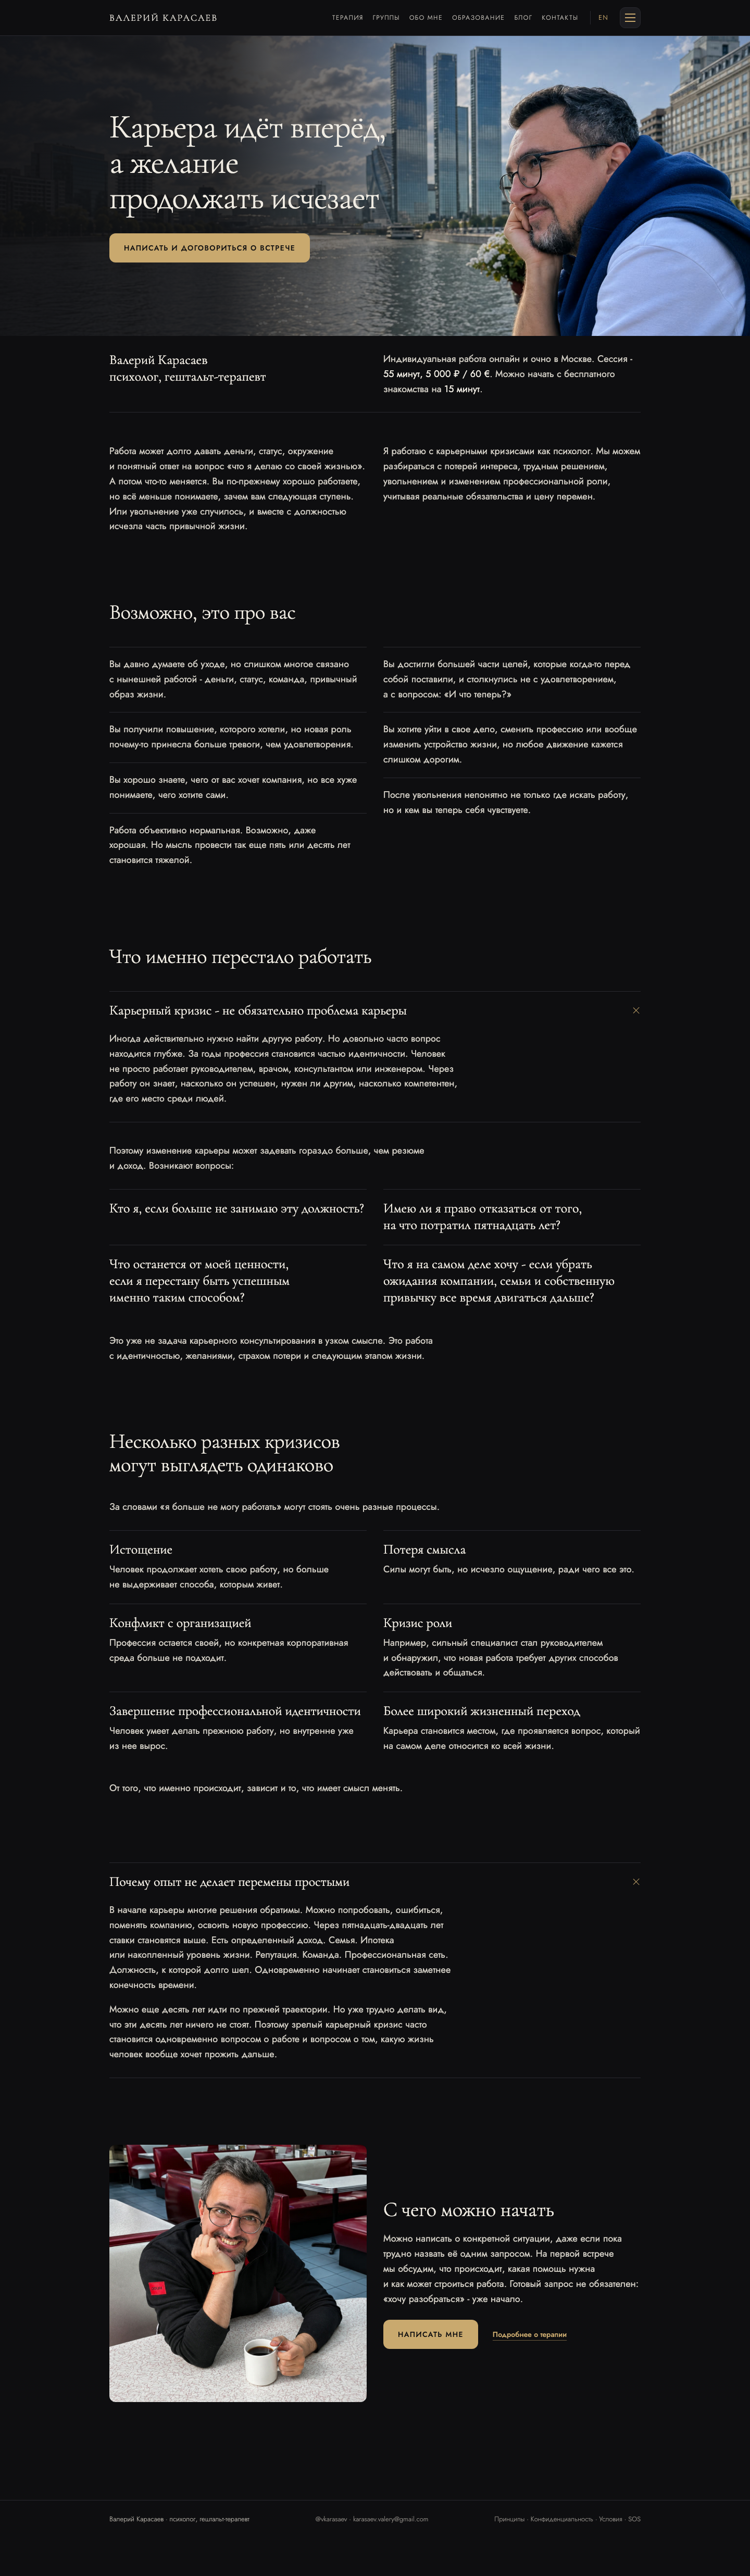 ВАЛЕРИЙ КАРАСАЕВ
ТЕРАПИЯ ГРУППЫ ОБО МНЕ ОБРАЗОВАНИЕ БЛОГ КОНТАКТЫ EN
Карьера идёт вперёд,
а желание
продолжать исчезает
НАПИСАТЬ И ДОГОВОРИТЬСЯ О ВСТРЕЧЕ
Валерий Карасаев
психолог, гештальт-терапевт
Индивидуальная работа онлайн и очно в Москве. Сессия -
55 минут, 5 000 ₽ / 60 €. Можно начать с бесплатного
знакомства на 15 минут.
Работа может долго давать деньги, статус, окружение
и понятный ответ на вопрос «что я делаю со своей жизнью».
А потом что-то меняется. Вы по-прежнему хорошо работаете,
но всё меньше понимаете, зачем вам следующая ступень.
Или увольнение уже случилось, и вместе с должностью
исчезла часть привычной жизни.
Я работаю с карьерными кризисами как психолог. Мы можем
разбираться с потерей интереса, трудным решением,
увольнением и изменением профессиональной роли,
учитывая реальные обязательства и цену перемен.
Возможно, это про вас
Вы давно думаете об уходе, но слишком многое связано
с нынешней работой - деньги, статус, команда, привычный
образ жизни.
Вы получили повышение, которого хотели, но новая роль
почему-то принесла больше тревоги, чем удовлетворения.
Вы хорошо знаете, чего от вас хочет компания, но все хуже
понимаете, чего хотите сами.
Работа объективно нормальная. Возможно, даже
хорошая. Но мысль провести так еще пять или десять лет
становится тяжелой.
Вы достигли большей части целей, которые когда-то перед
собой поставили, и столкнулись не с удовлетворением,
а с вопросом: «И что теперь?»
Вы хотите уйти в свое дело, сменить профессию или вообще
изменить устройство жизни, но любое движение кажется
слишком дорогим.
После увольнения непонятно не только где искать работу,
но и кем вы теперь себя чувствуете.
Что именно перестало работать
Карьерный кризис - не обязательно проблема карьеры
Иногда действительно нужно найти другую работу. Но довольно часто вопрос
находится глубже. За годы профессия становится частью идентичности. Человек
не просто работает руководителем, врачом, консультантом или инженером. Через
работу он знает, насколько он успешен, нужен ли другим, насколько компетентен,
где его место среди людей.
Поэтому изменение карьеры может задевать гораздо больше, чем резюме
и доход. Возникают вопросы:
Кто я, если больше не занимаю эту должность?
Имею ли я право отказаться от того,
на что потратил пятнадцать лет?
Что останется от моей ценности,
если я перестану быть успешным
именно таким способом?
Что я на самом деле хочу - если убрать
ожидания компании, семьи и собственную
привычку все время двигаться дальше?
Это уже не задача карьерного консультирования в узком смысле. Это работа
с идентичностью, желаниями, страхом потери и следующим этапом жизни.
Несколько разных кризисов
могут выглядеть одинаково
За словами «я больше не могу работать» могут стоять очень разные процессы.
Истощение
Человек продолжает хотеть свою работу, но больше
не выдерживает способа, которым живет.
Потеря смысла
Силы могут быть, но исчезло ощущение, ради чего все это.
Конфликт с организацией
Профессия остается своей, но конкретная корпоративная
среда больше не подходит.
Кризис роли
Например, сильный специалист стал руководителем
и обнаружил, что новая работа требует других способов
действовать и общаться.
Завершение профессиональной идентичности
Человек умеет делать прежнюю работу, но внутренне уже
из нее вырос.
Более широкий жизненный переход
Карьера становится местом, где проявляется вопрос, который
на самом деле относится ко всей жизни.
От того, что именно происходит, зависит и то, что имеет смысл менять.
Почему опыт не делает перемены простыми
В начале карьеры многие решения обратимы. Можно попробовать, ошибиться,
поменять компанию, освоить новую профессию. Через пятнадцать-двадцать лет
ставки становятся выше. Есть определенный доход. Семья. Ипотека
или накопленный уровень жизни. Репутация. Команда. Профессиональная сеть.
Должность, к которой долго шел. Одновременно начинает становиться заметнее
конечность времени.
Можно еще десять лет идти по прежней траектории. Но уже трудно делать вид,
что эти десять лет ничего не стоят. Поэтому зрелый карьерный кризис часто
становится одновременно вопросом о работе и вопросом о том, какую жизнь
человек вообще хочет прожить дальше.
С чего можно начать
Можно написать о конкретной ситуации, даже если пока
трудно назвать её одним запросом. На первой встрече
мы обсудим, что происходит, какая помощь нужна
и как может строиться работа. Готовый запрос не обязателен:
«хочу разобраться» - уже начало.
НАПИСАТЬ МНЕ
Подробнее о терапии
Валерий Карасаев · психолог, гештальт-терапевт
@vkarasaev · karasaev.valery@gmail.com
Принципы · Конфиденциальность · Условия · SOS